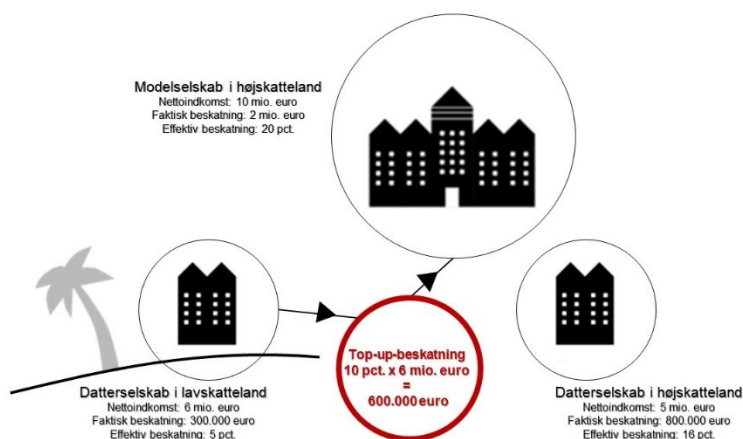 Modelselskab i højskatteland
Nettoindkomst: 10 mio. euro
Faktisk beskatning: 2 mio. euro
Effektiv beskatning: 20 pct.
Top-up-beskatning
10 pct. x 6 mio. euro
=
600.000 euro
Datterselskab i lavskatteland
Nettoindkomst: 6 mio. euro
Faktisk beskatning: 300.000 euro
Effektiv beskatning: 5 pct.
Datterselskab i højskatteland
Nettoindkomst: 5 mio. euro
Faktisk beskatning: 800.000 euro
Effektiv beskatning: 16 pct.